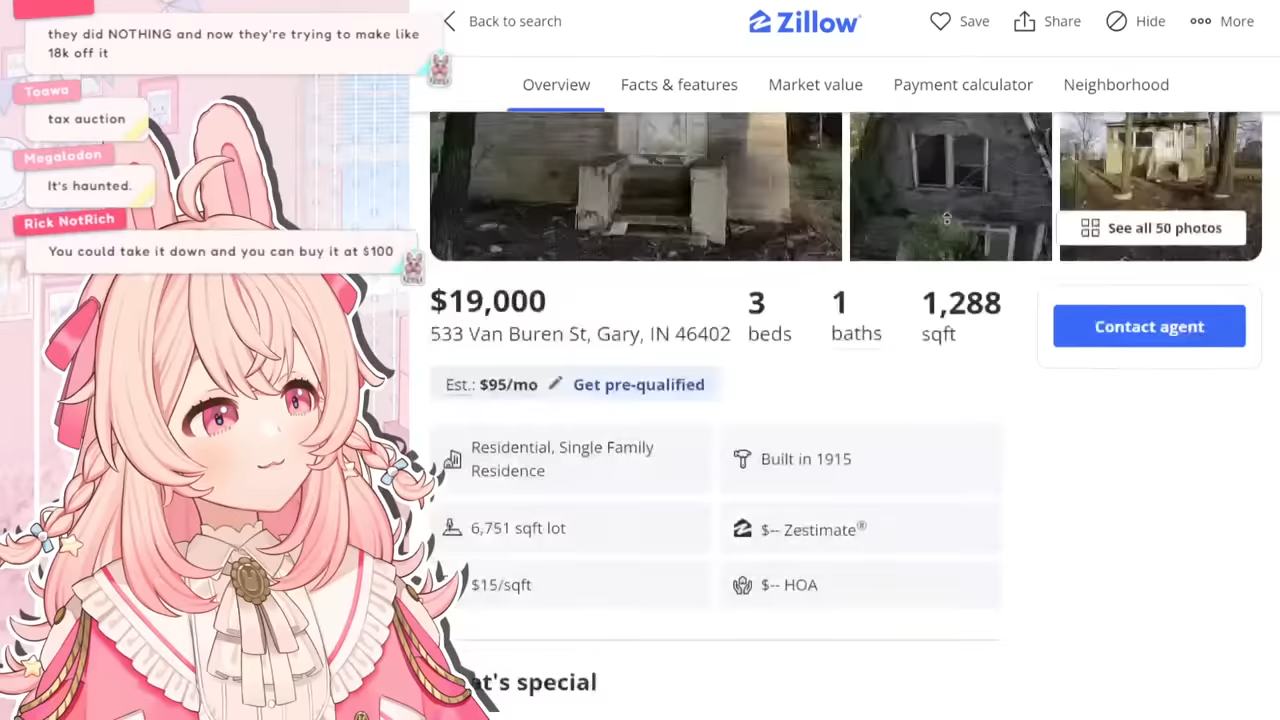 they did NOTHING and now they're trying to make like
18k off it
Toawa
tax auction
Megalodon
It's haunted.
Rick NotRich
You could take it down and you can buy it at $100
Back to search
Zillow
Save
Share
Hide
More
Overview
Facts & features
Market value
Payment calculator
Neighborhood
See all 50 photos
$19,000
533 Van Buren St, Gary, IN 46402
3
beds
1
baths
1,288
sqft
Contact agent
Est.: $95/mo
Get pre-qualified
Residential, Single Family
Residence
Built in 1915
6,751 sqft lot
$-- Zestimate®
$15/sqft
$-- HOA
at's special